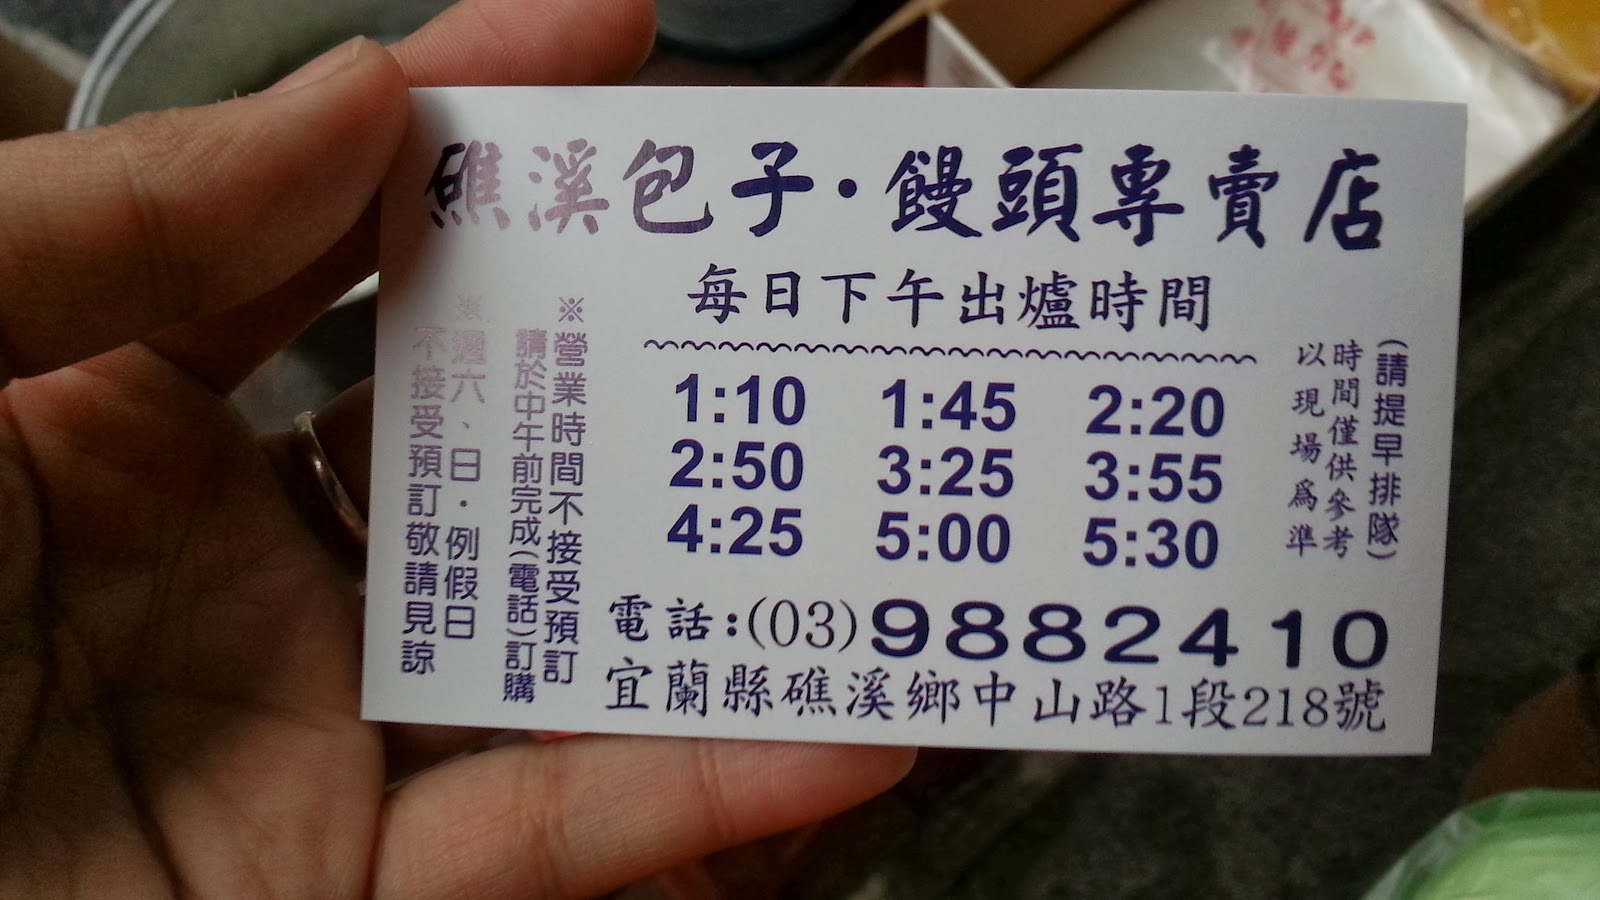 礁溪包子·饅頭專賣店
每日下午出爐時間
1:10 1:45 2:20
2:50 3:25 3:55
4:25 5:00 5:30
(請提早排隊)
時間僅供參考
以現場為準
※營業時間不接受預訂
請於中午前完成(電話)訂購
※週六、日·例假日
不接受預訂敬請見諒
電話:(03)9882410
宜蘭縣礁溪鄉中山路1段218號